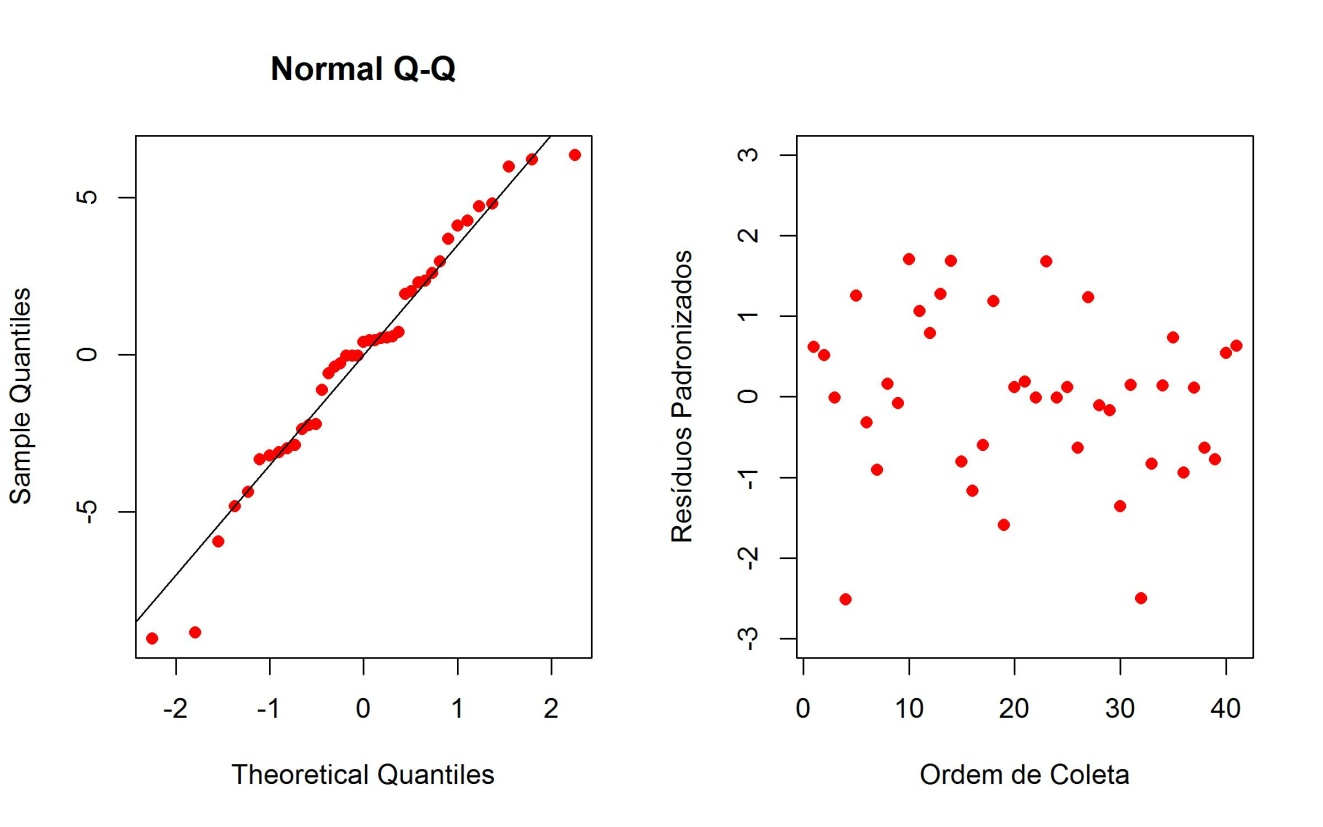 Normal Q-Q
Sample Quantiles
5
0
-5
-2 -1 0 1 2
Theoretical Quantiles
Resíduos Padronizados
3
2
1
0
-1
-2
-3
0 10 20 30 40
Ordem de Coleta